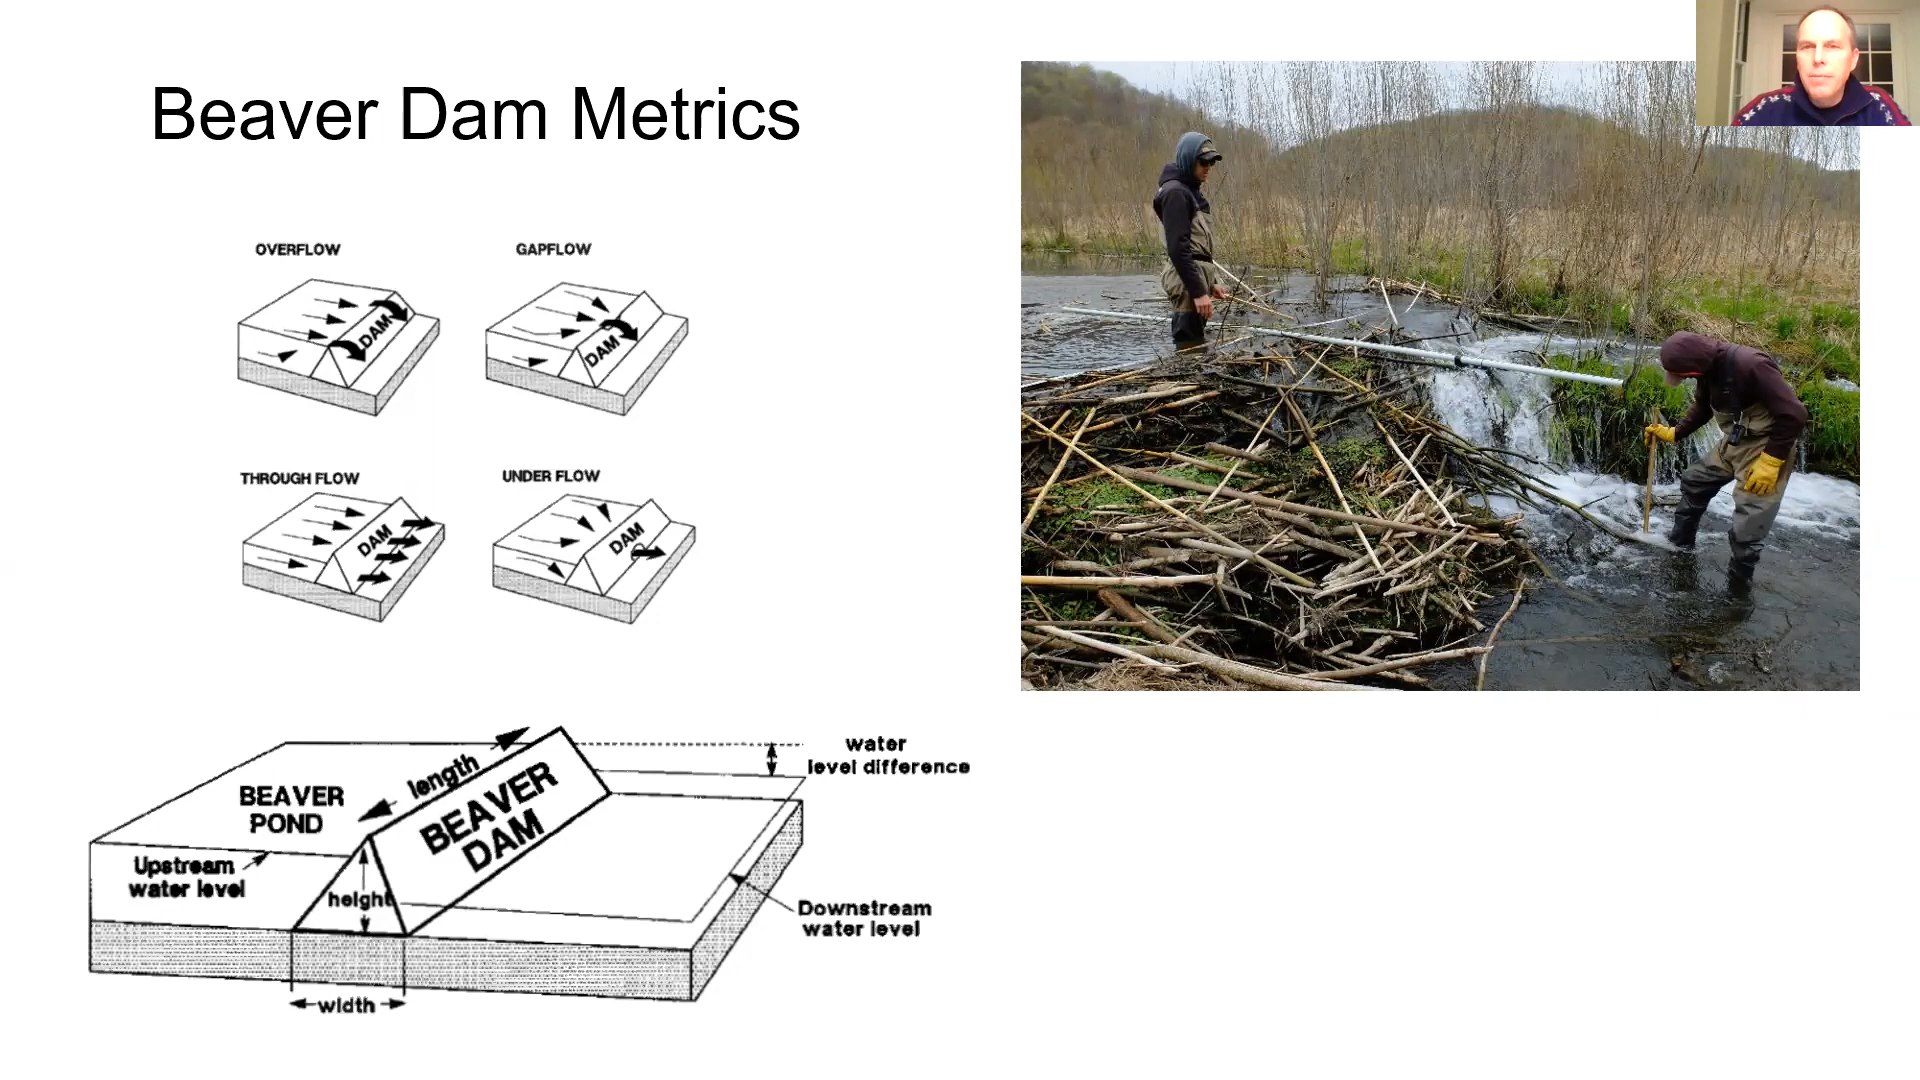 Beaver Dam Metrics
OVERFLOW
GAPFLOW
DAM
DAM
THROUGH FLOW
UNDER FLOW
DAM
DAM
water
level difference
length
BEAVER
POND
BEAVER
DAM
Upstream
water level
height
Downstream
water level
width